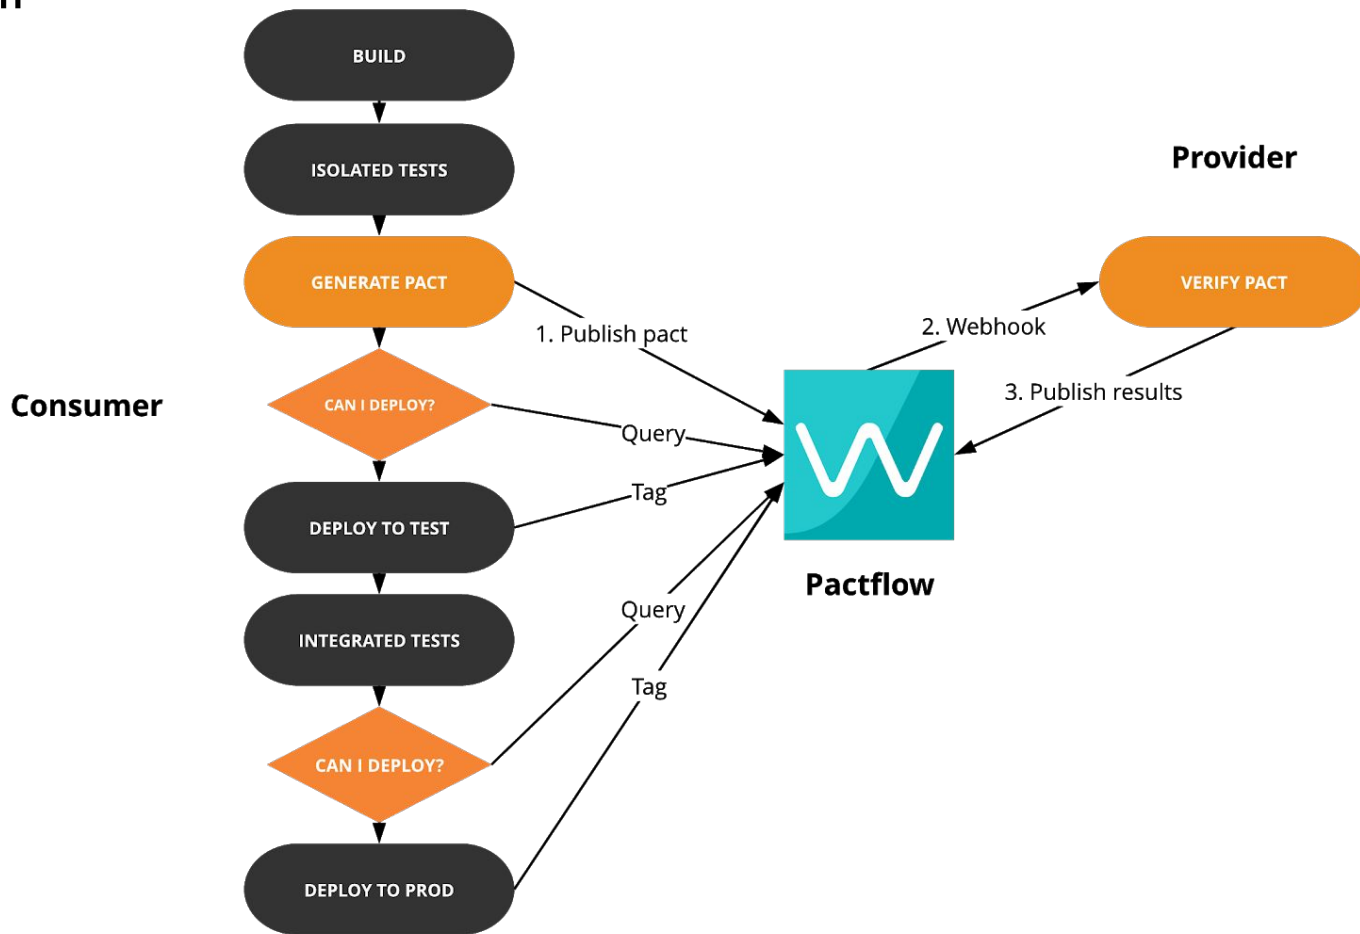 BUILD
ISOLATED TESTS
Provider
GENERATE PACT
VERIFY PACT
1. Publish pact
2. Webhook
3. Publish results
Consumer
CAN I DEPLOY?
Query
Tag
DEPLOY TO TEST
Pactflow
Query
INTEGRATED TESTS
Tag
CAN I DEPLOY?
DEPLOY TO PROD